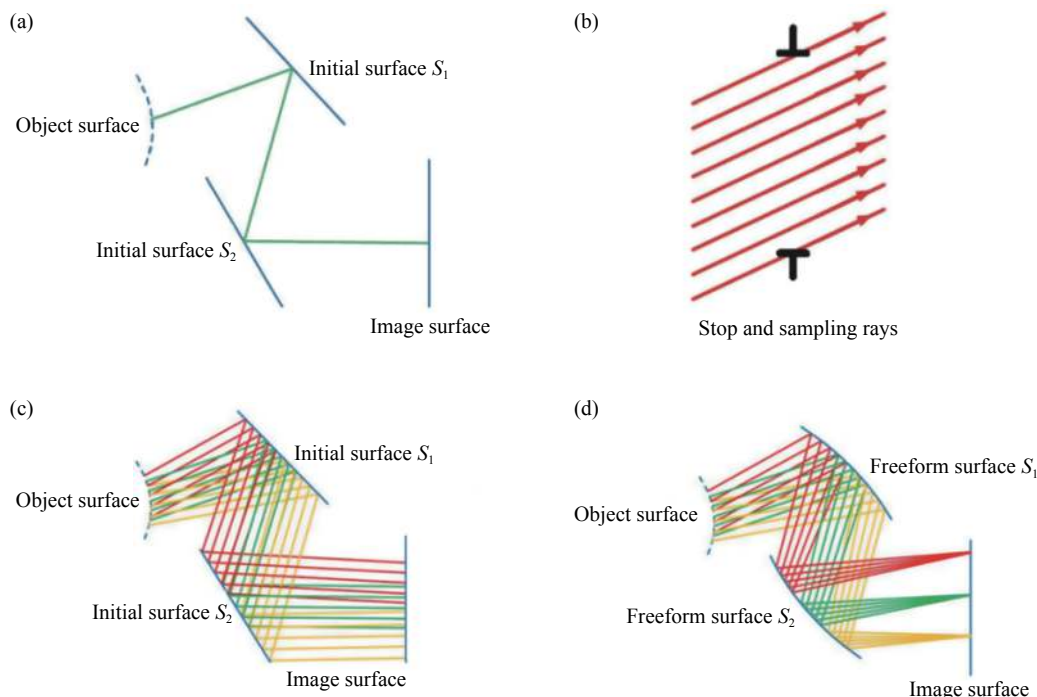 (a)
Initial surface S₁
Object surface
Initial surface S₂
Image surface
(b)
Stop and sampling rays
(c)
Initial surface S₁
Object surface
Initial surface S₂
Image surface
(d)
Freeform surface S₁
Object surface
Freeform surface S₂
Image surface